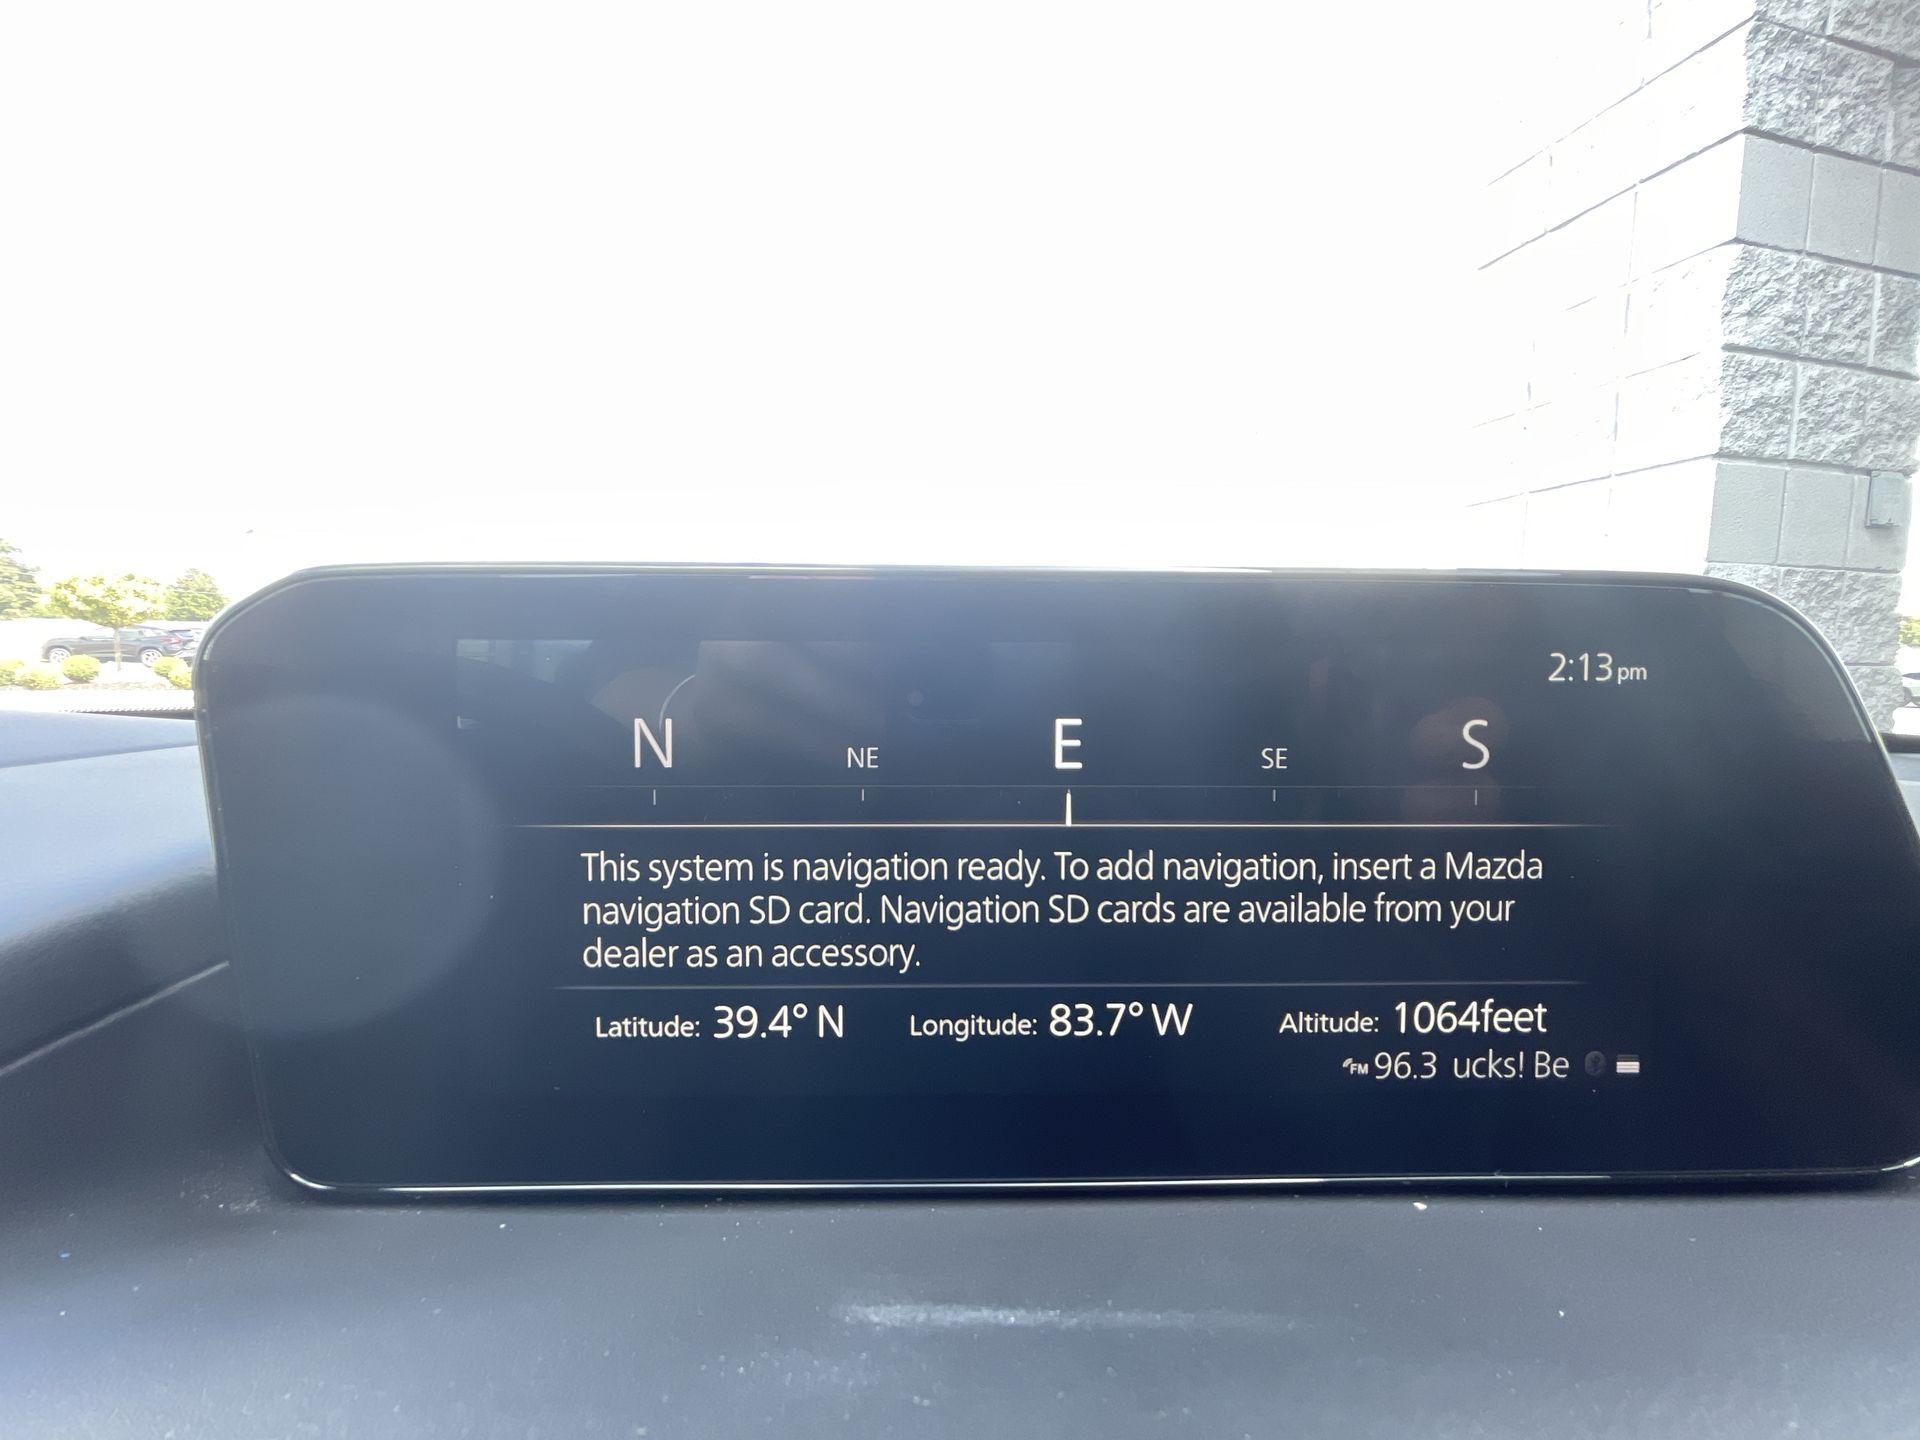 2:13pm
N NE E SE S
This system is navigation ready. To add navigation, insert a Mazda
navigation SD card. Navigation SD cards are available from your
dealer as an accessory.
Latitude: 39.4° N Longitude: 83.7° W Altitude: 1064feet
FM 96.3 ucks! Be